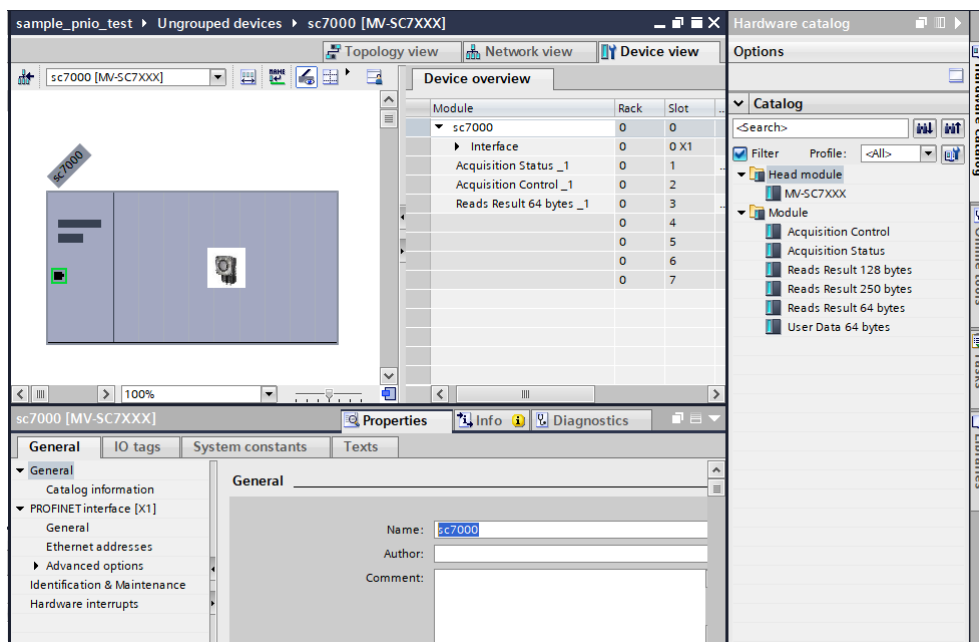 sample_pnio_test ▸ Ungrouped devices ▸ sc7000 [MV-SC7XXX]
Topology view
Network view
Device view
sc7000 [MV-SC7XXX]
sc7000
100%
Device overview
Module Rack Slot ...
sc7000 0 0
Interface 0 0 X1
Acquisition Status _1 0 1 ...
Acquisition Control _1 0 2
Reads Result 64 bytes _1 0 3 ...
0 4
0 5
0 6
0 7
sc7000 [MV-SC7XXX]
Properties
Info
Diagnostics
General
IO tags
System constants
Texts
General
Catalog information
PROFINET interface [X1]
General
Ethernet addresses
Advanced options
Identification & Maintenance
Hardware interrupts
General
Name: sc7000
Author:
Comment:
Hardware catalog
Options
Catalog
<Search>
Filter Profile: <All>
Head module
MV-SC7XXX
Module
Acquisition Control
Acquisition Status
Reads Result 128 bytes
Reads Result 250 bytes
Reads Result 64 bytes
User Data 64 bytes
Hardware catalog
Online tools
Tasks
Libraries